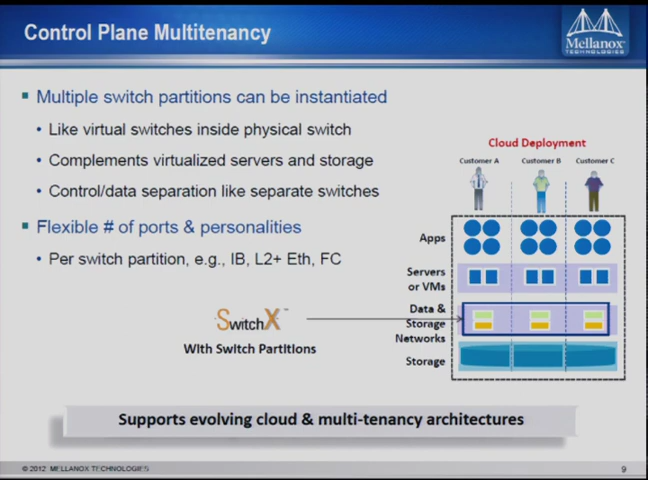 Control Plane Multitenancy
Mellanox
TECHNOLOGIES
Multiple switch partitions can be instantiated
• Like virtual switches inside physical switch
• Complements virtualized servers and storage
• Control/data separation like separate switches
Flexible # of ports & personalities
• Per switch partition, e.g., IB, L2+ Eth, FC
Cloud Deployment
Customer A
Customer B
Customer C
Apps
Servers
or VMs
Data &
Storage
Networks
Storage
SwitchX™
With Switch Partitions
Supports evolving cloud & multi-tenancy architectures
© 2012 MELLANOX TECHNOLOGIES
9